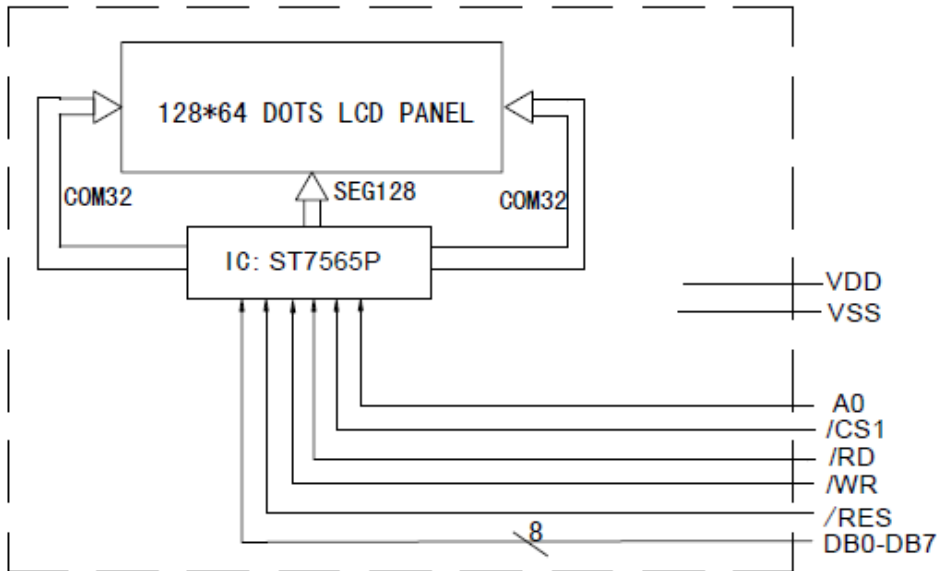 128*64 DOTS LCD PANEL
COM32
SEG128
COM32
IC: ST7565P
VDD
VSS
A0
/CS1
/RD
/WR
/RES
8
DB0-DB7